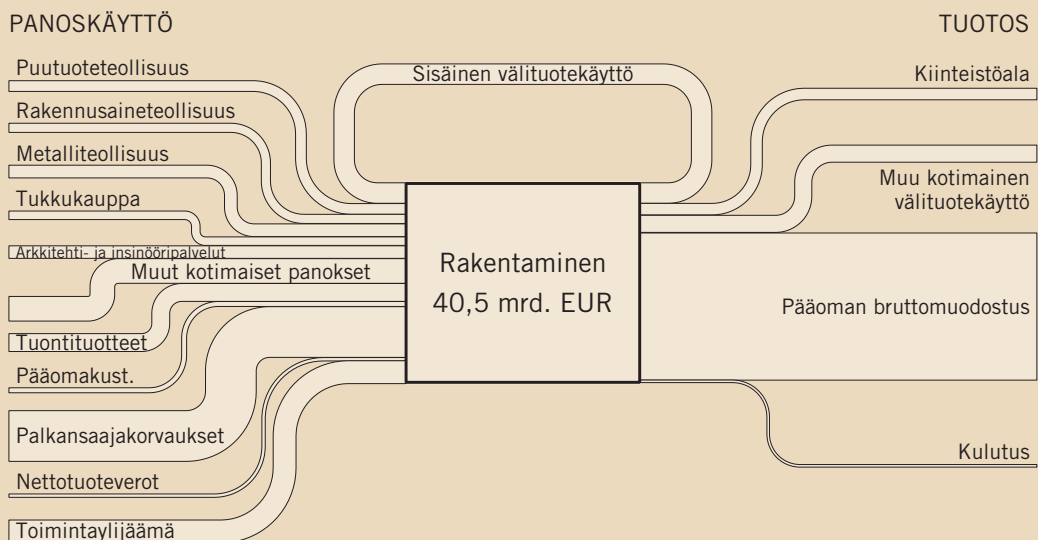 PANOSKÄYTTÖ
TUOTOS
Puutuoteteollisuus
Rakennusaineteollisuus
Metalliteollisuus
Tukkukauppa
Arkkitehti- ja insinööripalvelut
Muut kotimaiset panokset
Tuontituotteet
Pääomakust.
Palkansaajakorvaukset
Nettotuoteverot
Toimintaylijäämä
Sisäinen välituotekäyttö
Rakentaminen
40,5 mrd. EUR
Kiinteistöala
Muu kotimainen
välituotekäyttö
Pääoman bruttomuodostus
Kulutus